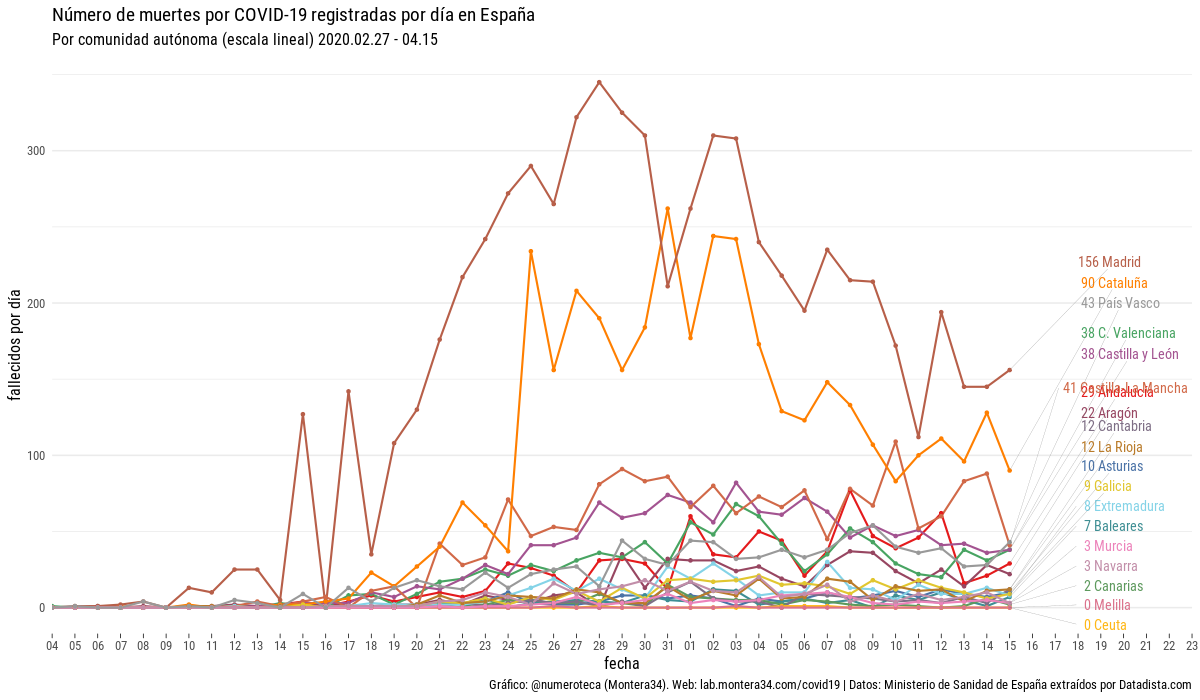 Número de muertes por COVID-19 registradas por día en España
Por comunidad autónoma (escala lineal) 2020.02.27 - 04.15
fallecidos por día
300
200
100
0
156 Madrid
90 Cataluña
43 País Vasco
38 C. Valenciana
38 Castilla y León
41 Castilla-La Mancha
29 Andalucía
22 Aragón
12 Cantabria
12 La Rioja
10 Asturias
9 Galicia
8 Extremadura
7 Baleares
3 Murcia
3 Navarra
2 Canarias
0 Melilla
0 Ceuta
04 05 06 07 08 09 10 11 12 13 14 15 16 17 18 19 20 21 22 23 24 25 26 27 28 29 30 31 01 02 03 04 05 06 07 08 09 10 11 12 13 14 15 16 17 18 19 20 21 22 23
fecha
Gráfico: @numeroteca (Montera34). Web: lab.montera34.com/covid19 | Datos: Ministerio de Sanidad de España extraídos por Datadista.com